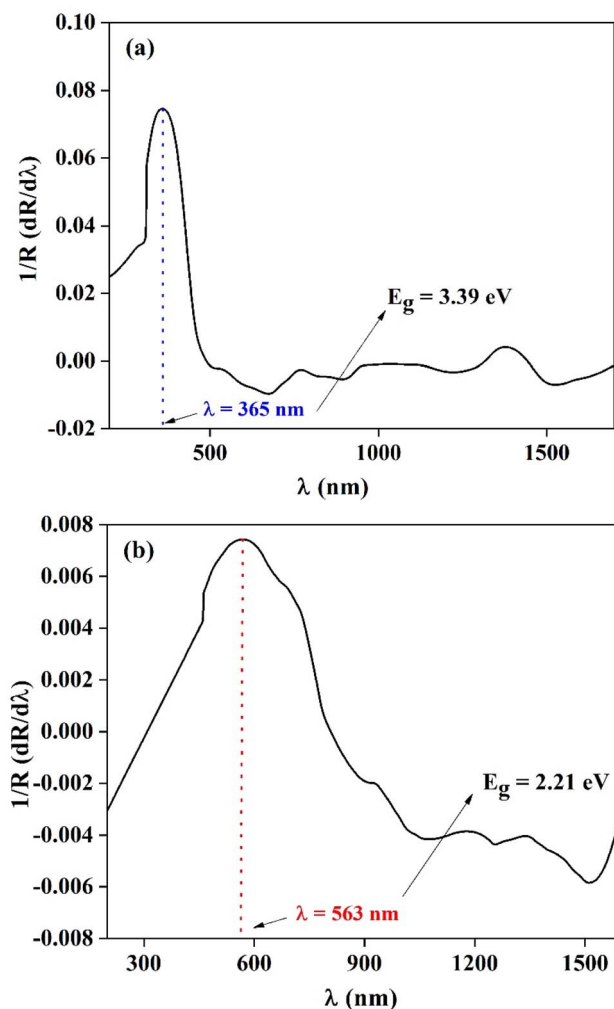 (a)
1/R (dR/dλ)
0.10
0.08
0.06
0.04
0.02
0.00
-0.02
E_g = 3.39 eV
λ = 365 nm
500
1000
1500
λ (nm)
(b)
1/R (dR/dλ)
0.008
0.006
0.004
0.002
0.000
-0.002
-0.004
-0.006
-0.008
E_g = 2.21 eV
λ = 563 nm
300
600
900
1200
1500
λ (nm)